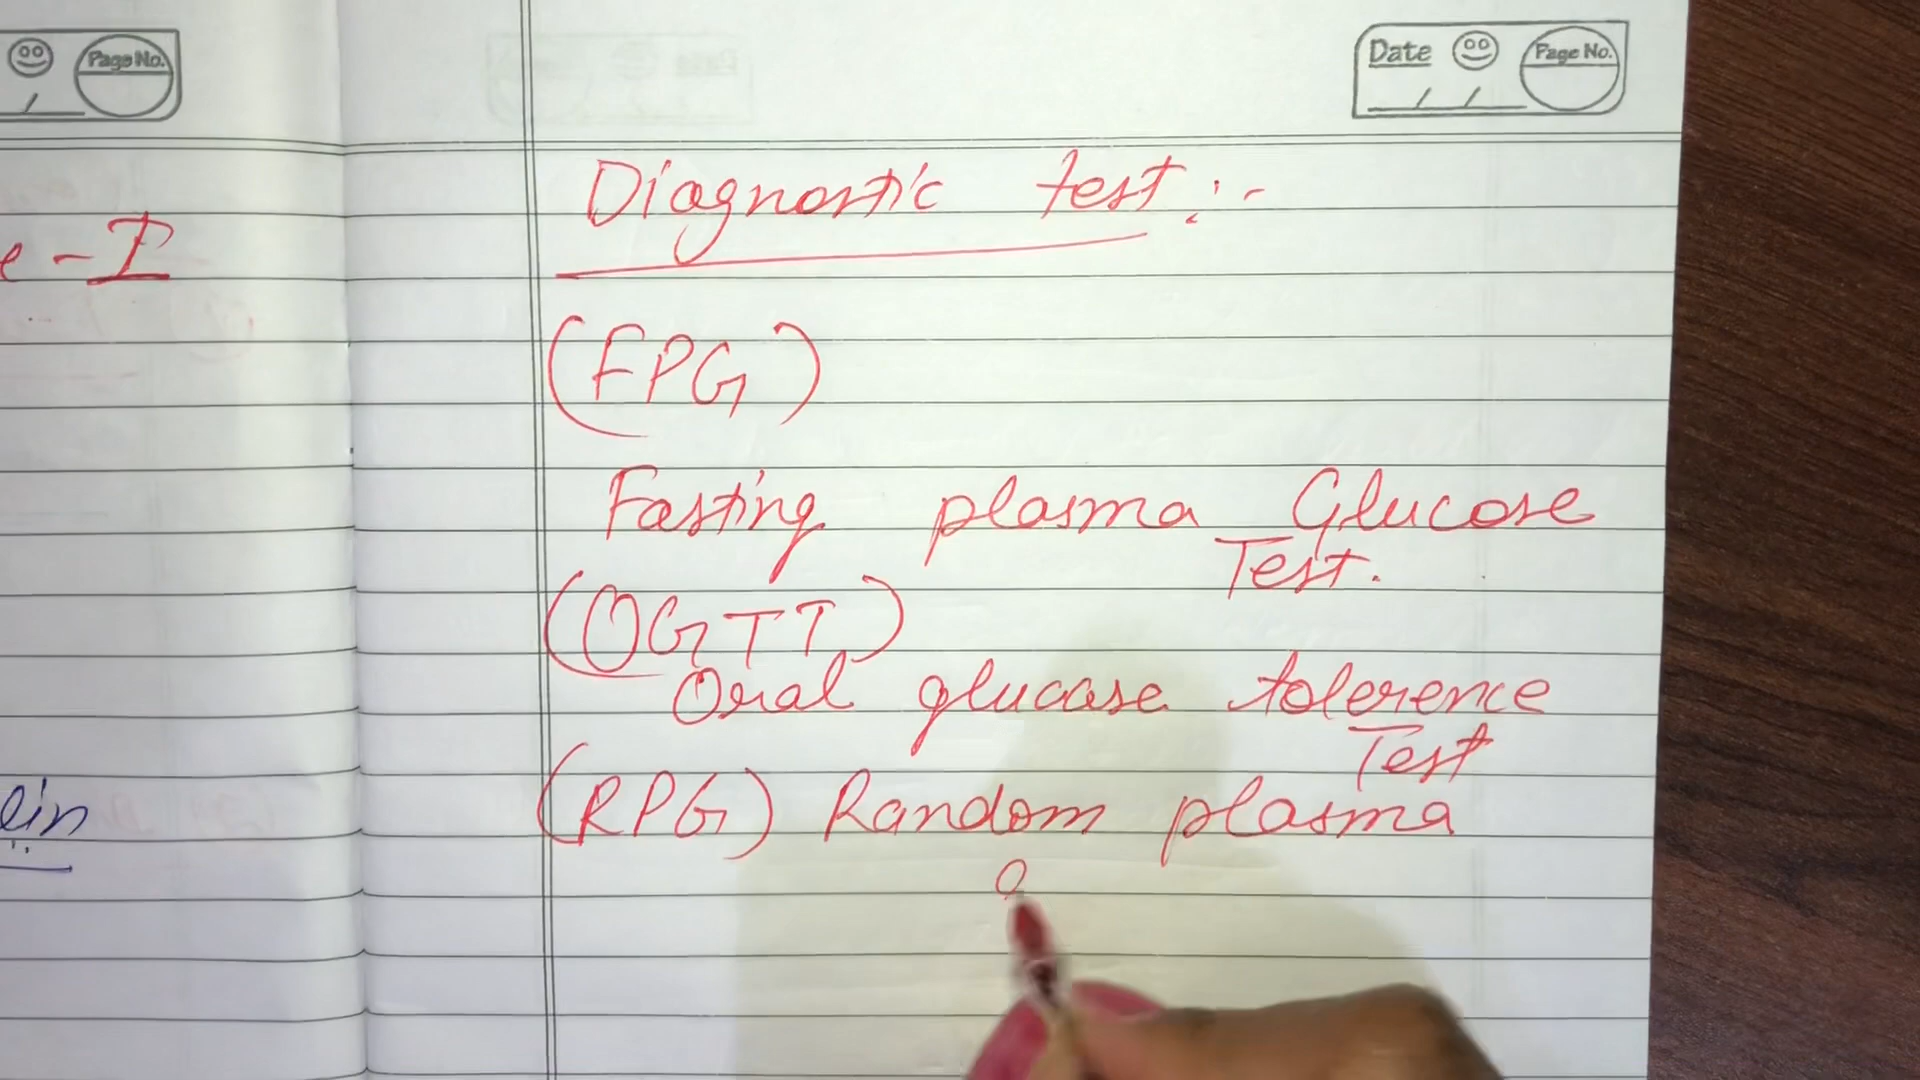 Page No.
Date Page No.
e - I
lin
Diagnostic test :-
(FPG)
Fasting plasma Glucose
Test.
(OGTT)
Oral glucose tolerence
Test
(RPG) Random plasma